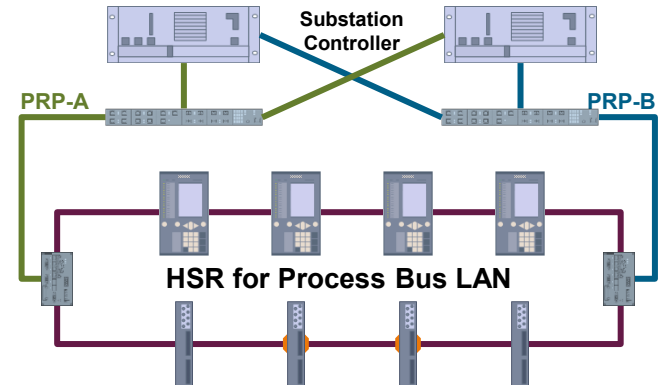 Substation
Controller
PRP-A
PRP-B
HSR for Process Bus LAN